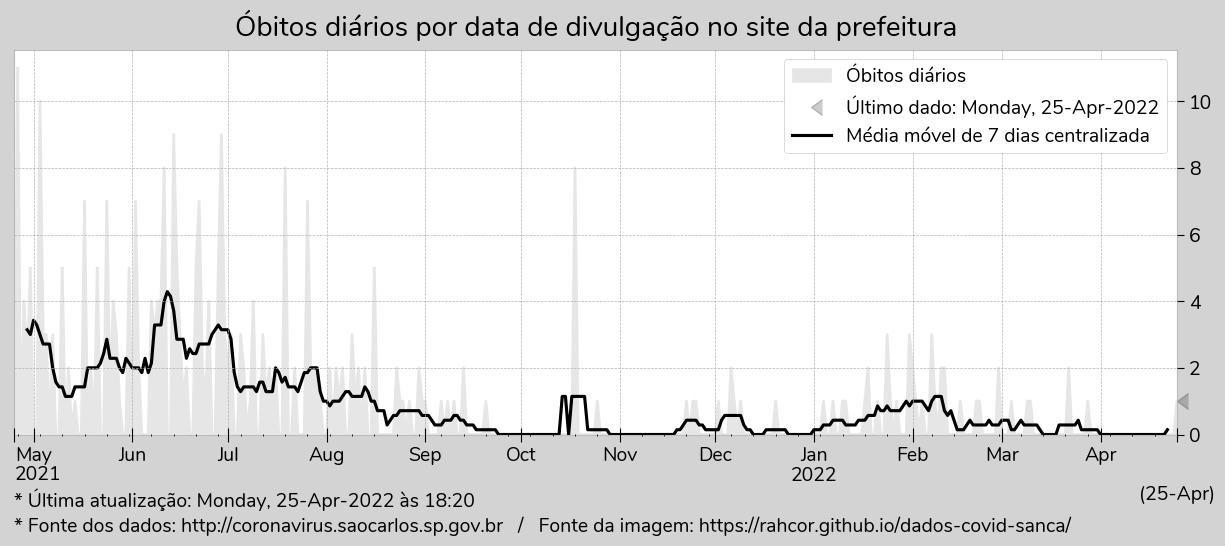 Óbitos diários por data de divulgação no site da prefeitura
Óbitos diários
Último dado: Monday, 25-Apr-2022
Média móvel de 7 dias centralizada
10
8
6
4
2
0
May Jun Jul Aug Sep Oct Nov Dec Jan Feb Mar Apr
2021 2022
(25-Apr)
* Última atualização: Monday, 25-Apr-2022 às 18:20
* Fonte dos dados: http://coronavirus.saocarlos.sp.gov.br / Fonte da imagem: https://rahcor.github.io/dados-covid-sanca/